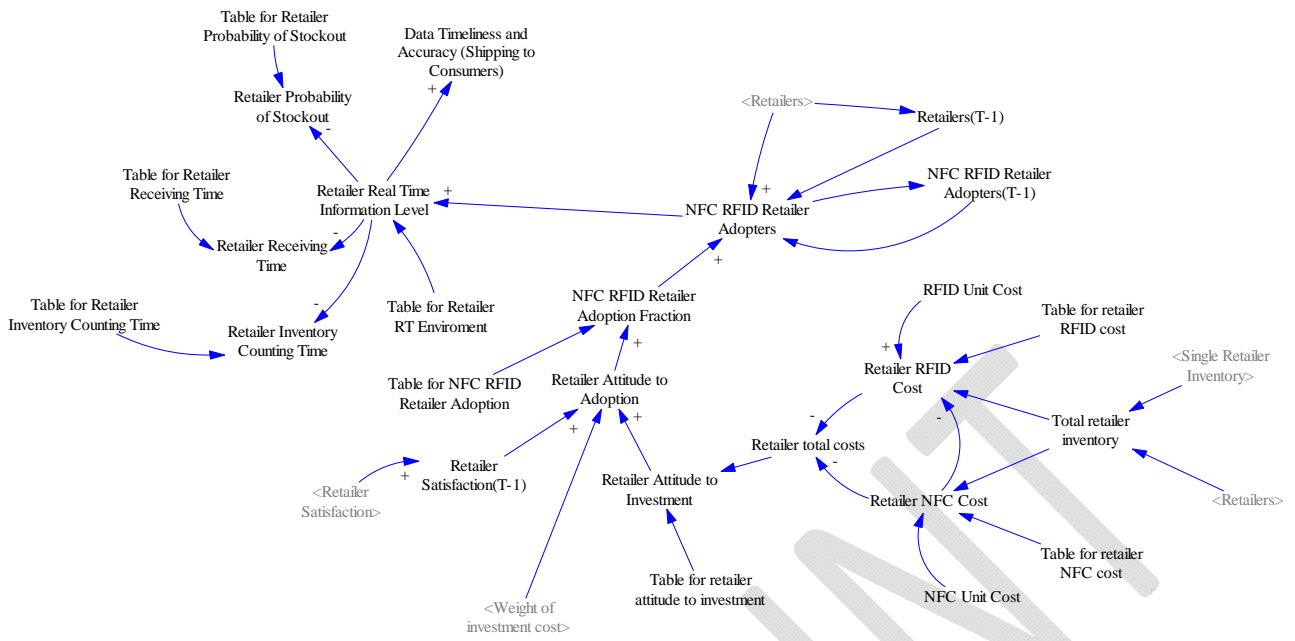 Table for Retailer
Probability of Stockout
Data Timeliness and
Accuracy (Shipping to
Consumers)
+
Retailer Probability
of Stockout
-
<Retailers>
Retailers(T-1)
Table for Retailer
Receiving Time
Retailer Real Time
Information Level
+
+
NFC RFID Retailer
Adopters
NFC RFID Retailer
Adopters(T-1)
-
Retailer Receiving
Time
+
-
Table for Retailer
Inventory Counting Time
Retailer Inventory
Counting Time
Table for Retailer
RT Enviroment
NFC RFID Retailer
Adoption Fraction
+
RFID Unit Cost
Table for retailer
RFID cost
+
Retailer RFID
Cost
<Single Retailer
Inventory>
Table for NFC RFID
Retailer Adoption
Retailer Attitude to
Adoption
+
+
-
-
Total retailer
inventory
Retailer total costs
-
Retailer
Satisfaction(T-1)
+
<Retailer
Satisfaction>
Retailer Attitude to
Investment
Retailer NFC Cost
<Retailers>
Table for retailer
NFC cost
Table for retailer
attitude to investment
NFC Unit Cost
<Weight of
investment cost>
INT